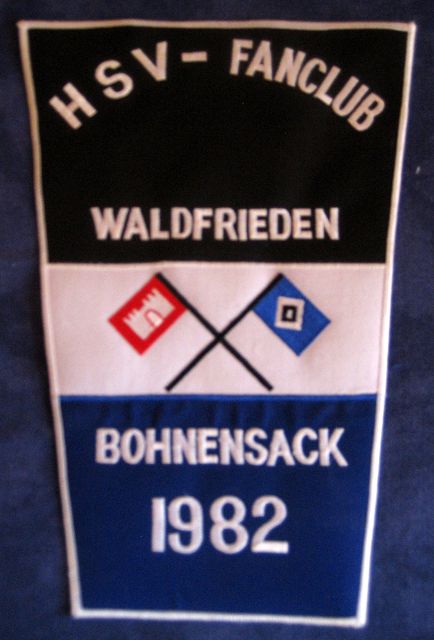 HSV- FANCLUB
WALDFRIEDEN
BOHNENSACK
1982